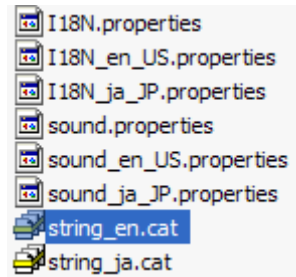 I18N.properties
I18N_en_US.properties
I18N_ja_JP.properties
sound.properties
sound_en_US.properties
sound_ja_JP.properties
string_en.cat
string_ja.cat